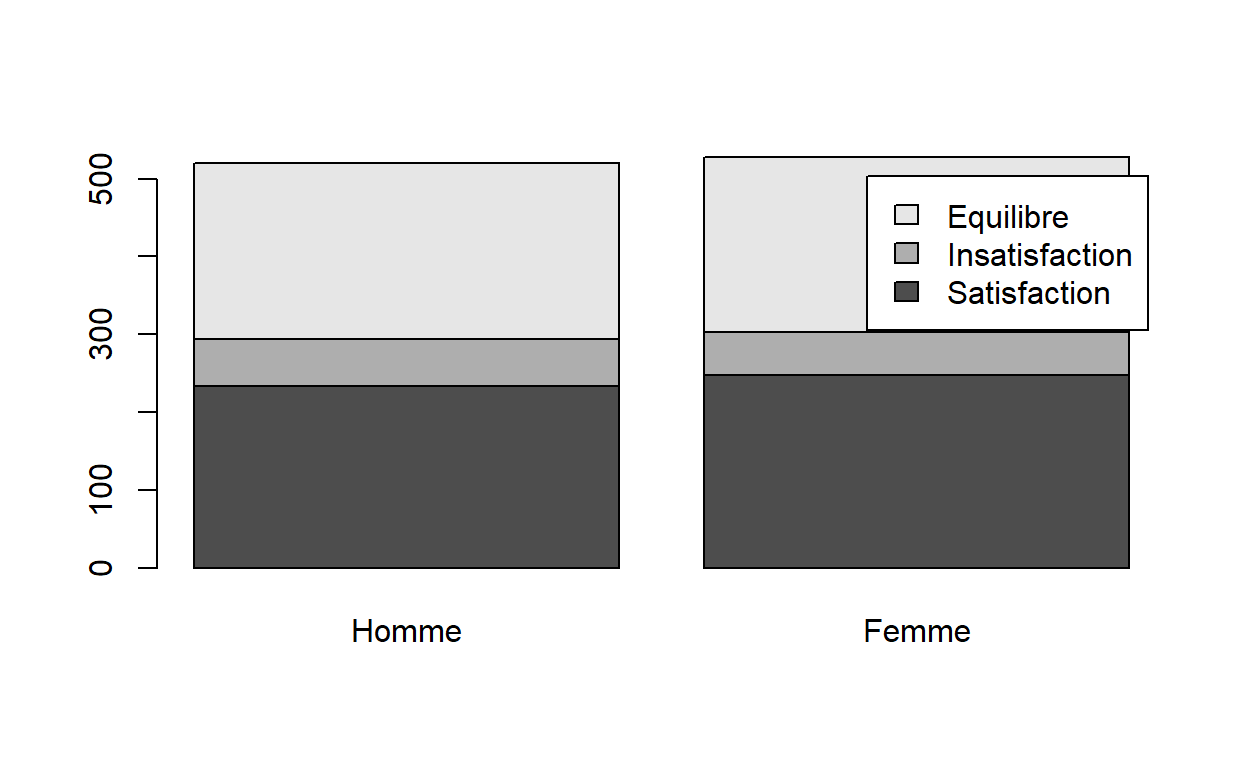 500
300
100
0
Equilibre
Insatisfaction
Satisfaction
Homme
Femme